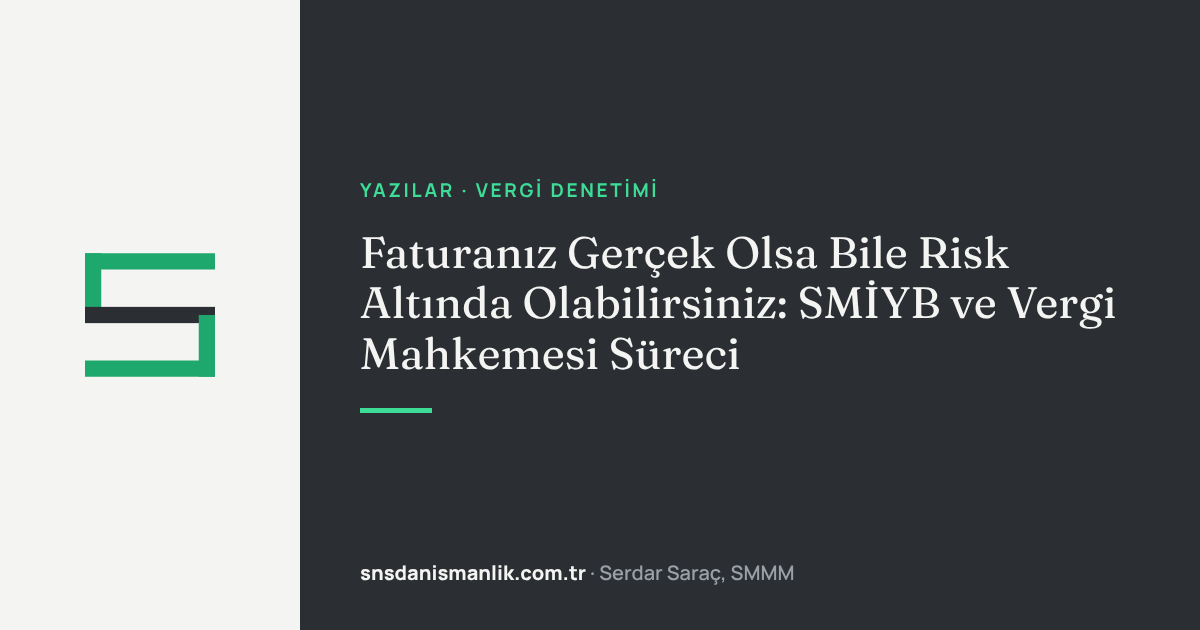 YAZILAR · VERGİ DENETİMİ
Faturanız Gerçek Olsa Bile Risk
Altında Olabilirsiniz: SMİYB ve Vergi
Mahkemesi Süreci
snsdanismanlik.com.tr · Serdar Saraç, SMMM